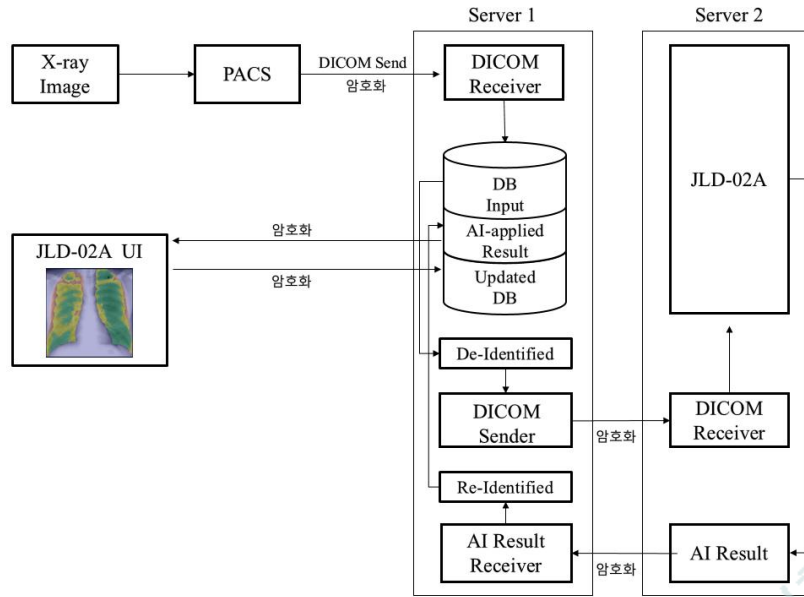 Server 1
Server 2
X-ray
Image
PACS
DICOM Send
암호화
DICOM
Receiver
DB
Input
AI-applied
Result
Updated
DB
암호화
암호화
JLD-02A UI
JLD-02A
De-Identified
DICOM
Sender
암호화
DICOM
Receiver
Re-Identified
AI Result
Receiver
암호화
AI Result